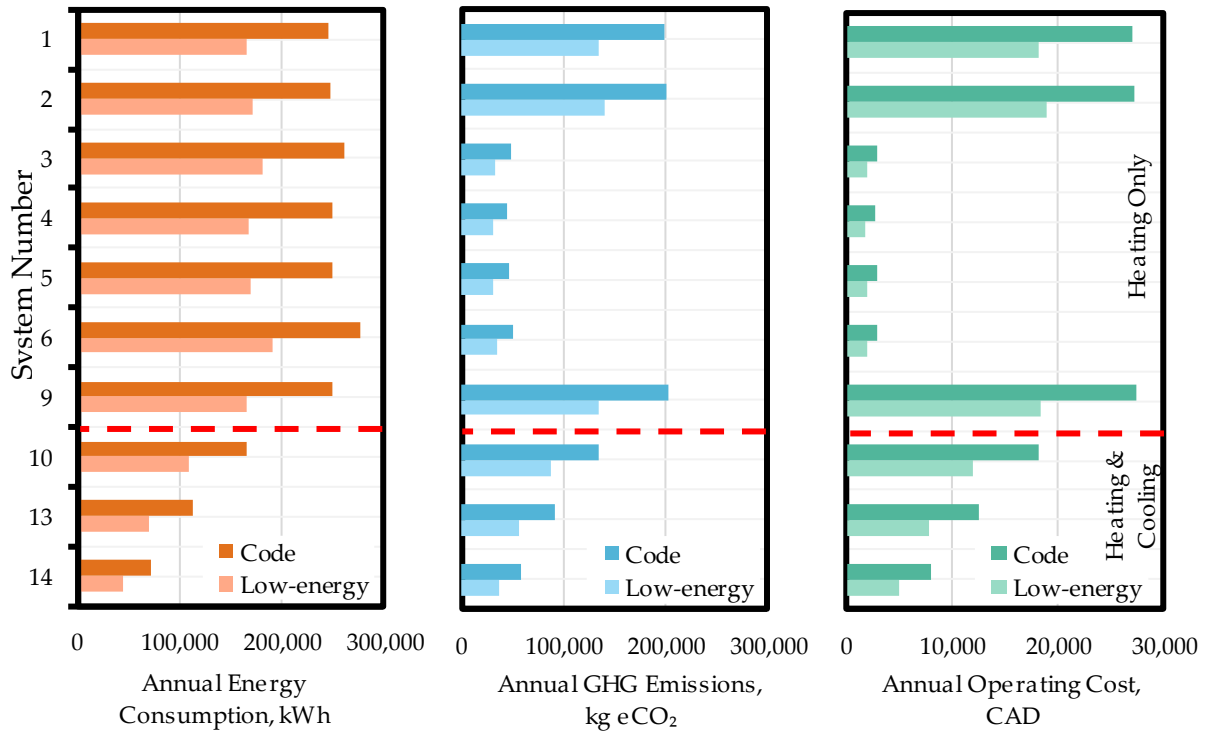 System Number
1
2
3
4
5
6
9
10
13
14
Code
Low-energy
0 100,000 200,000 300,000
Annual Energy
Consumption, kWh
Code
Low-energy
0 100,000 200,000 300,000
Annual GHG Emissions,
kg eCO₂
Heating Only
Heating &
Cooling
Code
Low-energy
0 10,000 20,000 30,000
Annual Operating Cost,
CAD